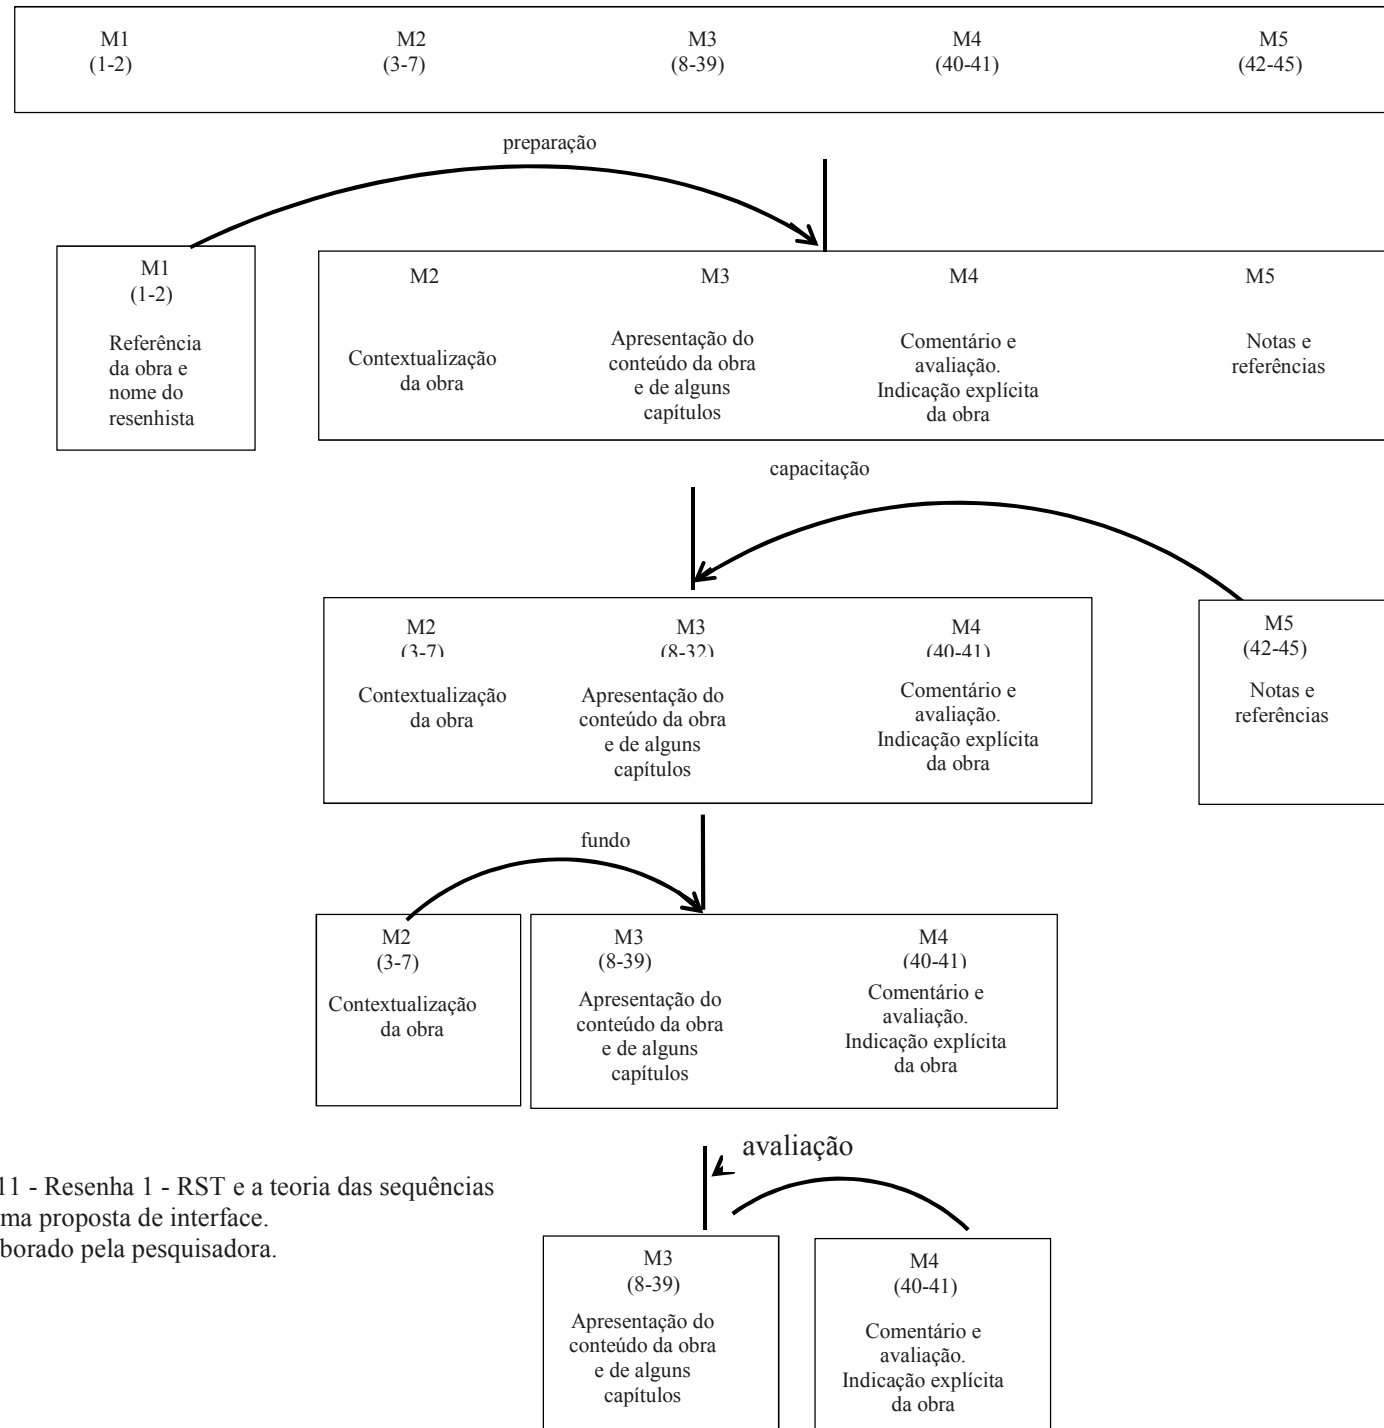 M1
(1-2)
M2
(3-7)
M3
(8-39)
M4
(40-41)
M5
(42-45)
preparação
M1
(1-2)
Referência
da obra e
nome do
resenhista
M2
Contextualização
da obra
M3
Apresentação do
conteúdo da obra
e de alguns
capítulos
M4
Comentário e
avaliação.
Indicação explícita
da obra
M5
Notas e
referências
capacitação
M2
(3-7)
Contextualização
da obra
M3
(8-32)
Apresentação do
conteúdo da obra
e de alguns
capítulos
M4
(40-41)
Comentário e
avaliação.
Indicação explícita
da obra
M5
(42-45)
Notas e
referências
fundo
M2
(3-7)
Contextualização
da obra
M3
(8-39)
Apresentação do
conteúdo da obra
e de alguns
capítulos
M4
(40-41)
Comentário e
avaliação.
Indicação explícita
da obra
avaliação
11 - Resenha 1 - RST e a teoria das sequências
ma proposta de interface.
borado pela pesquisadora.
M3
(8-39)
Apresentação do
conteúdo da obra
e de alguns
capítulos
M4
(40-41)
Comentário e
avaliação.
Indicação explícita
da obra